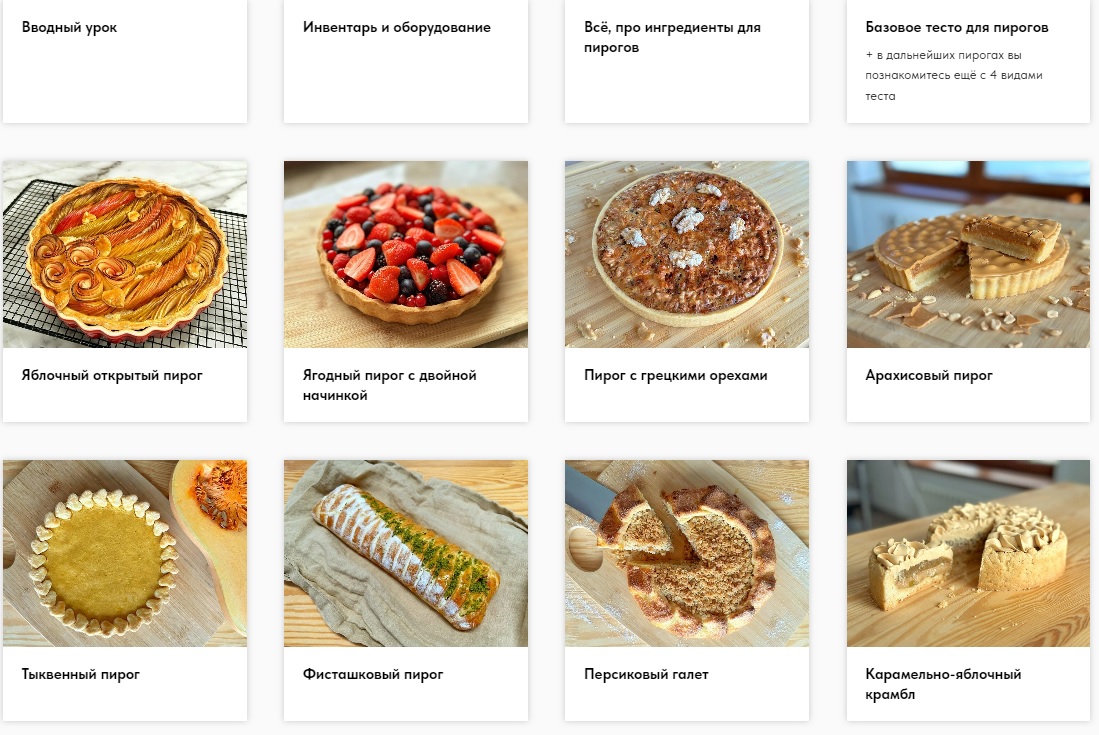 Вводный урок
Инвентарь и оборудование
Всё, про ингредиенты для
пирогов
Базовое тесто для пирогов
+ в дальнейших пирогах вы
познакомитесь ещё с 4 видами
теста
Яблочный открытый пирог
Ягодный пирог с двойной
начинкой
Пирог с грецкими орехами
Арахисовый пирог
Тыквенный пирог
Фисташковый пирог
Персиковый галет
Карамельно-яблочный
крамбл